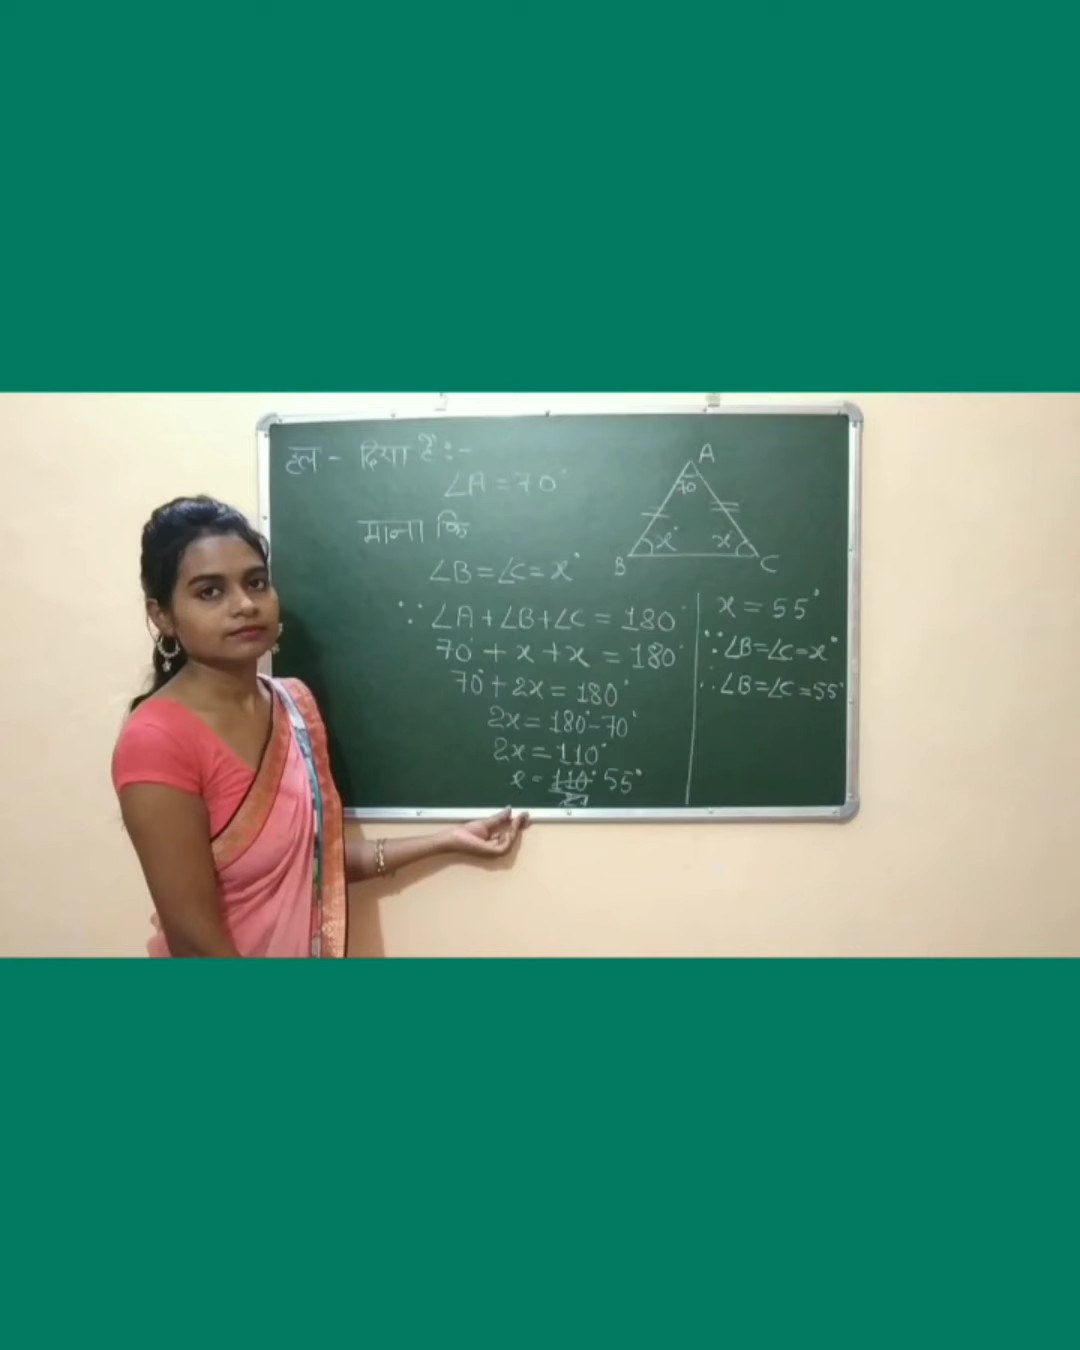 हल - दिया है :-
∠A = 70°
माना कि
∠B = ∠C = x°
∵ ∠A + ∠B + ∠C = 180°
70° + x + x = 180°
70° + 2x = 180°
2x = 180° - 70°
2x = 110°
x = 110° 55°
2
A
70
x°
x
B
C
x = 55°
∵ ∠B = ∠C = x°
∴ ∠B = ∠C = 55°